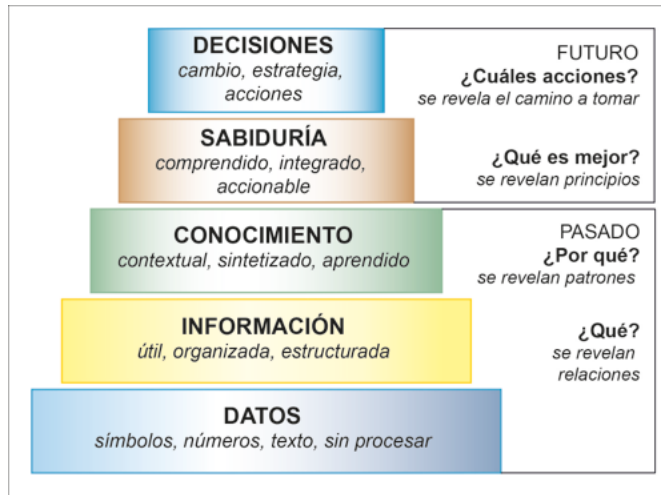 DECISIONES
cambio, estrategia,
acciones
FUTURO
¿Cuáles acciones?
se revela el camino a tomar
SABIDURÍA
comprendido, integrado,
accionable
¿Qué es mejor?
se revelan principios
CONOCIMIENTO
contextual, sintetizado, aprendido
PASADO
¿Por qué?
se revelan patrones
INFORMACIÓN
útil, organizada, estructurada
¿Qué?
se revelan
relaciones
DATOS
símbolos, números, texto, sin procesar